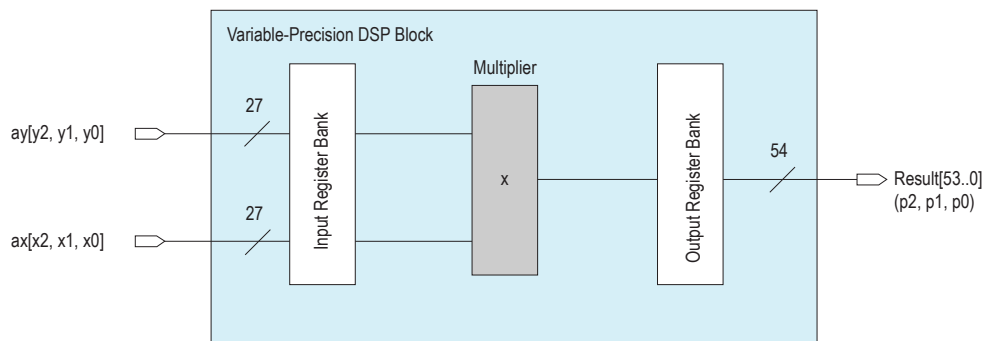 Variable-Precision DSP Block
Multiplier
27
ay[y2, y1, y0]
Input Register Bank
x
Output Register Bank
54
Result[53..0]
(p2, p1, p0)
27
ax[x2, x1, x0]